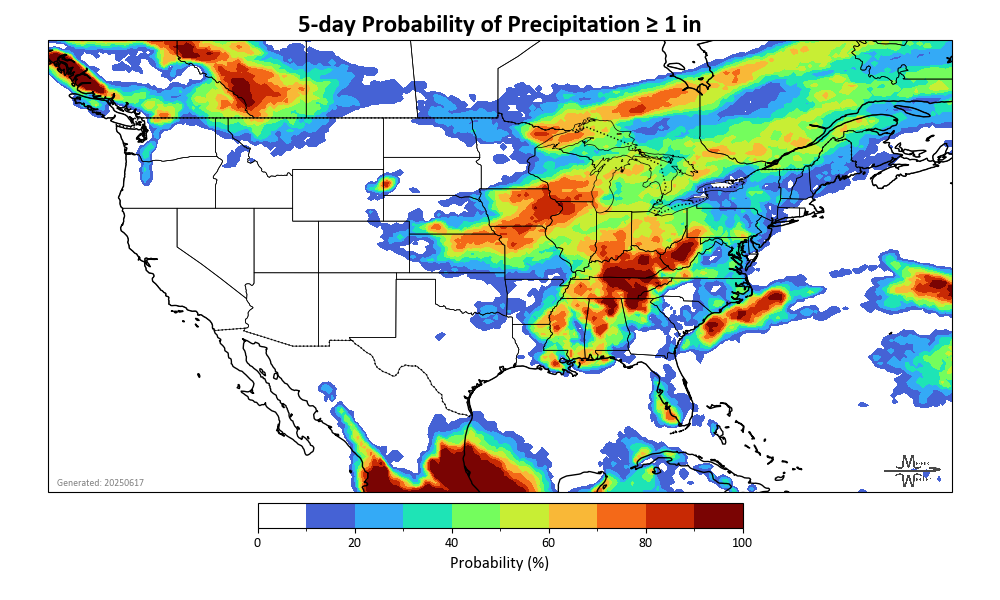 5-day Probability of Precipitation ≥ 1 in
Generated: 20250617
0 20 40 60 80 100
Probability (%)